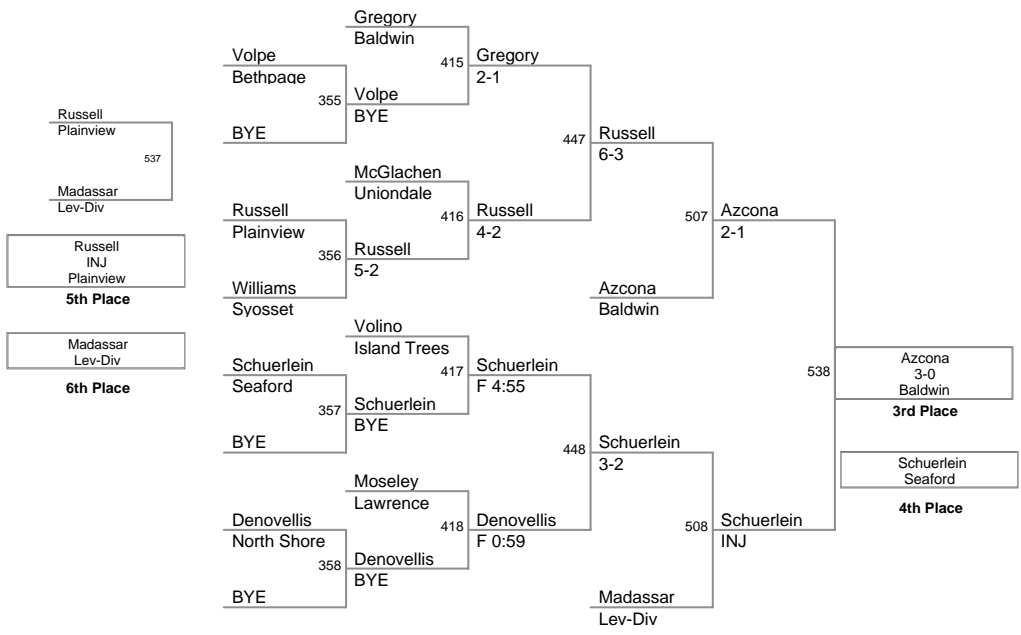 Gregory
Baldwin
Volpe
Bethpage
415
Gregory
2-1
355
Volpe
BYE
BYE
Russell
Plainview
537
Madassar
Lev-Div
447
Russell
6-3
McGlachen
Uniondale
Russell
Plainview
416
Russell
4-2
356
Russell
5-2
Williams
Syosset
507
Azcona
2-1
Azcona
Baldwin
Russell
INJ
Plainview
5th Place
Madassar
Lev-Div
6th Place
Volino
Island Trees
Schuerlein
Seaford
417
Schuerlein
F 4:55
357
Schuerlein
BYE
BYE
448
Schuerlein
3-2
538
Azcona
3-0
Baldwin
3rd Place
Schuerlein
Seaford
4th Place
Moseley
Lawrence
Denovellis
North Shore
418
Denovellis
F 0:59
358
Denovellis
BYE
BYE
508
Schuerlein
INJ
Madassar
Lev-Div